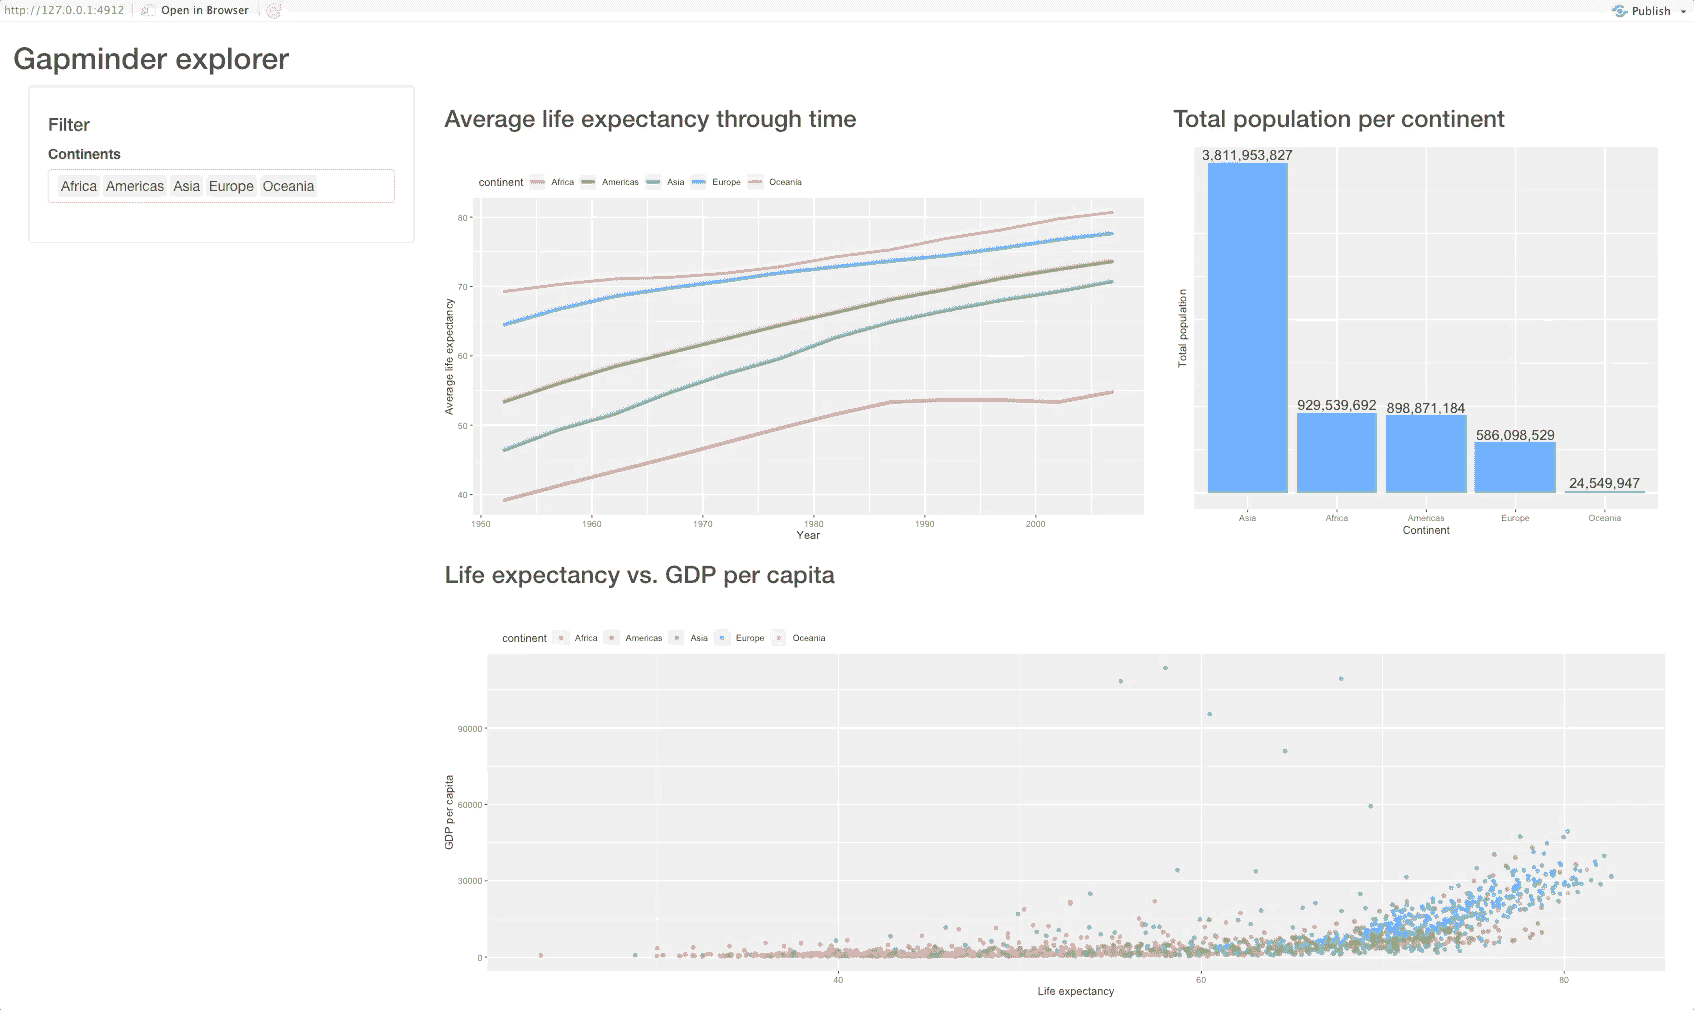 http://127.0.0.1:4912 Open in Browser Publish
Gapminder explorer
Filter
Continents
Africa Americas Asia Europe Oceania
Average life expectancy through time
continent Africa Americas Asia Europe Oceania
80
70
60
50
40
Average life expectancy
1950 1960 1970 1980 1990 2000
Year
Total population per continent
3,811,953,827
929,539,692 898,871,184
586,098,529
24,549,947
Total population
Asia Africa Americas Europe Oceania
Continent
Life expectancy vs. GDP per capita
continent Africa Americas Asia Europe Oceania
90000
60000
30000
0
GDP per capita
40 60 80
Life expectancy